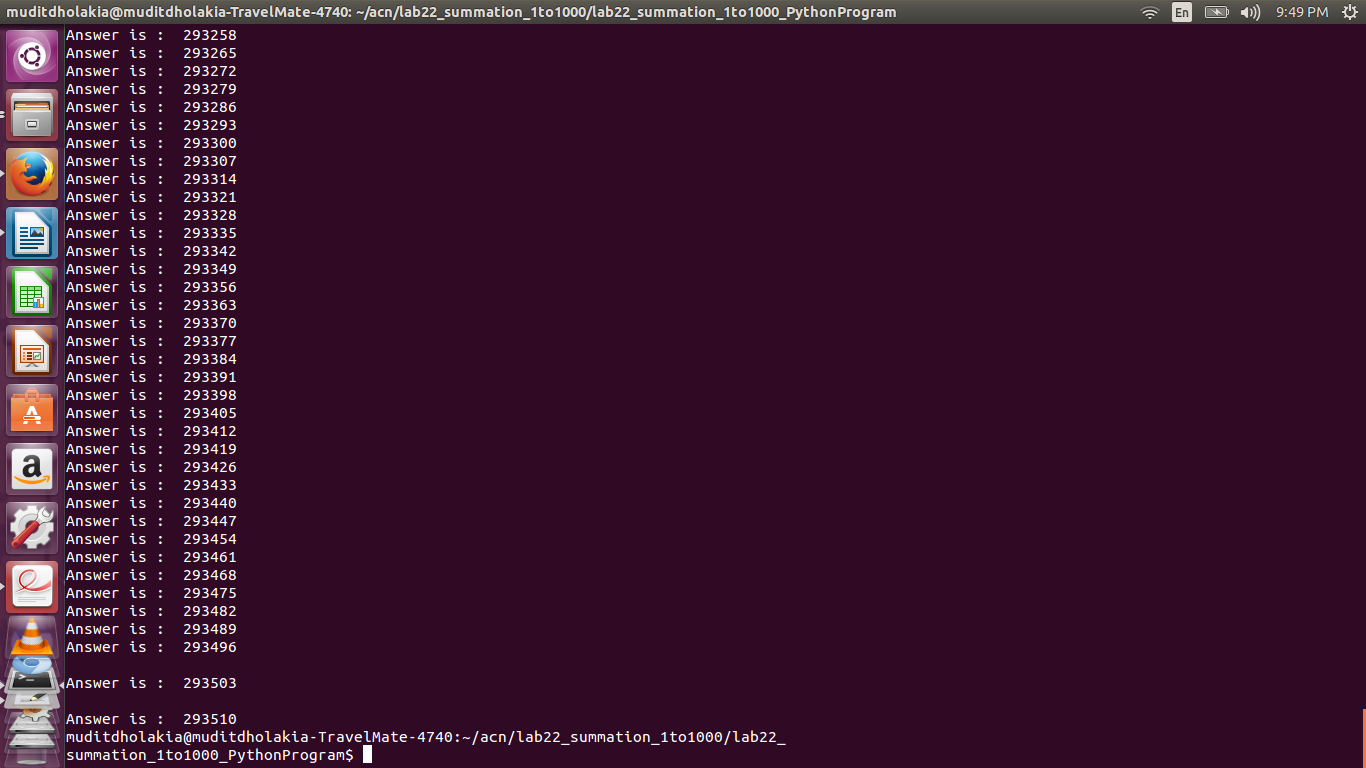 muditdholakia@muditdholakia-TravelMate-4740: ~/acn/lab22_summation_1to1000/lab22_summation_1to1000_PythonProgram
En
9:49 PM
Answer is :  293258
Answer is :  293265
Answer is :  293272
Answer is :  293279
Answer is :  293286
Answer is :  293293
Answer is :  293300
Answer is :  293307
Answer is :  293314
Answer is :  293321
Answer is :  293328
Answer is :  293335
Answer is :  293342
Answer is :  293349
Answer is :  293356
Answer is :  293363
Answer is :  293370
Answer is :  293377
Answer is :  293384
Answer is :  293391
Answer is :  293398
Answer is :  293405
Answer is :  293412
Answer is :  293419
Answer is :  293426
Answer is :  293433
Answer is :  293440
Answer is :  293447
Answer is :  293454
Answer is :  293461
Answer is :  293468
Answer is :  293475
Answer is :  293482
Answer is :  293489
Answer is :  293496
Answer is :  293503
Answer is :  293510
muditdholakia@muditdholakia-TravelMate-4740:~/acn/lab22_summation_1to1000/lab22_
summation_1to1000_PythonProgram$